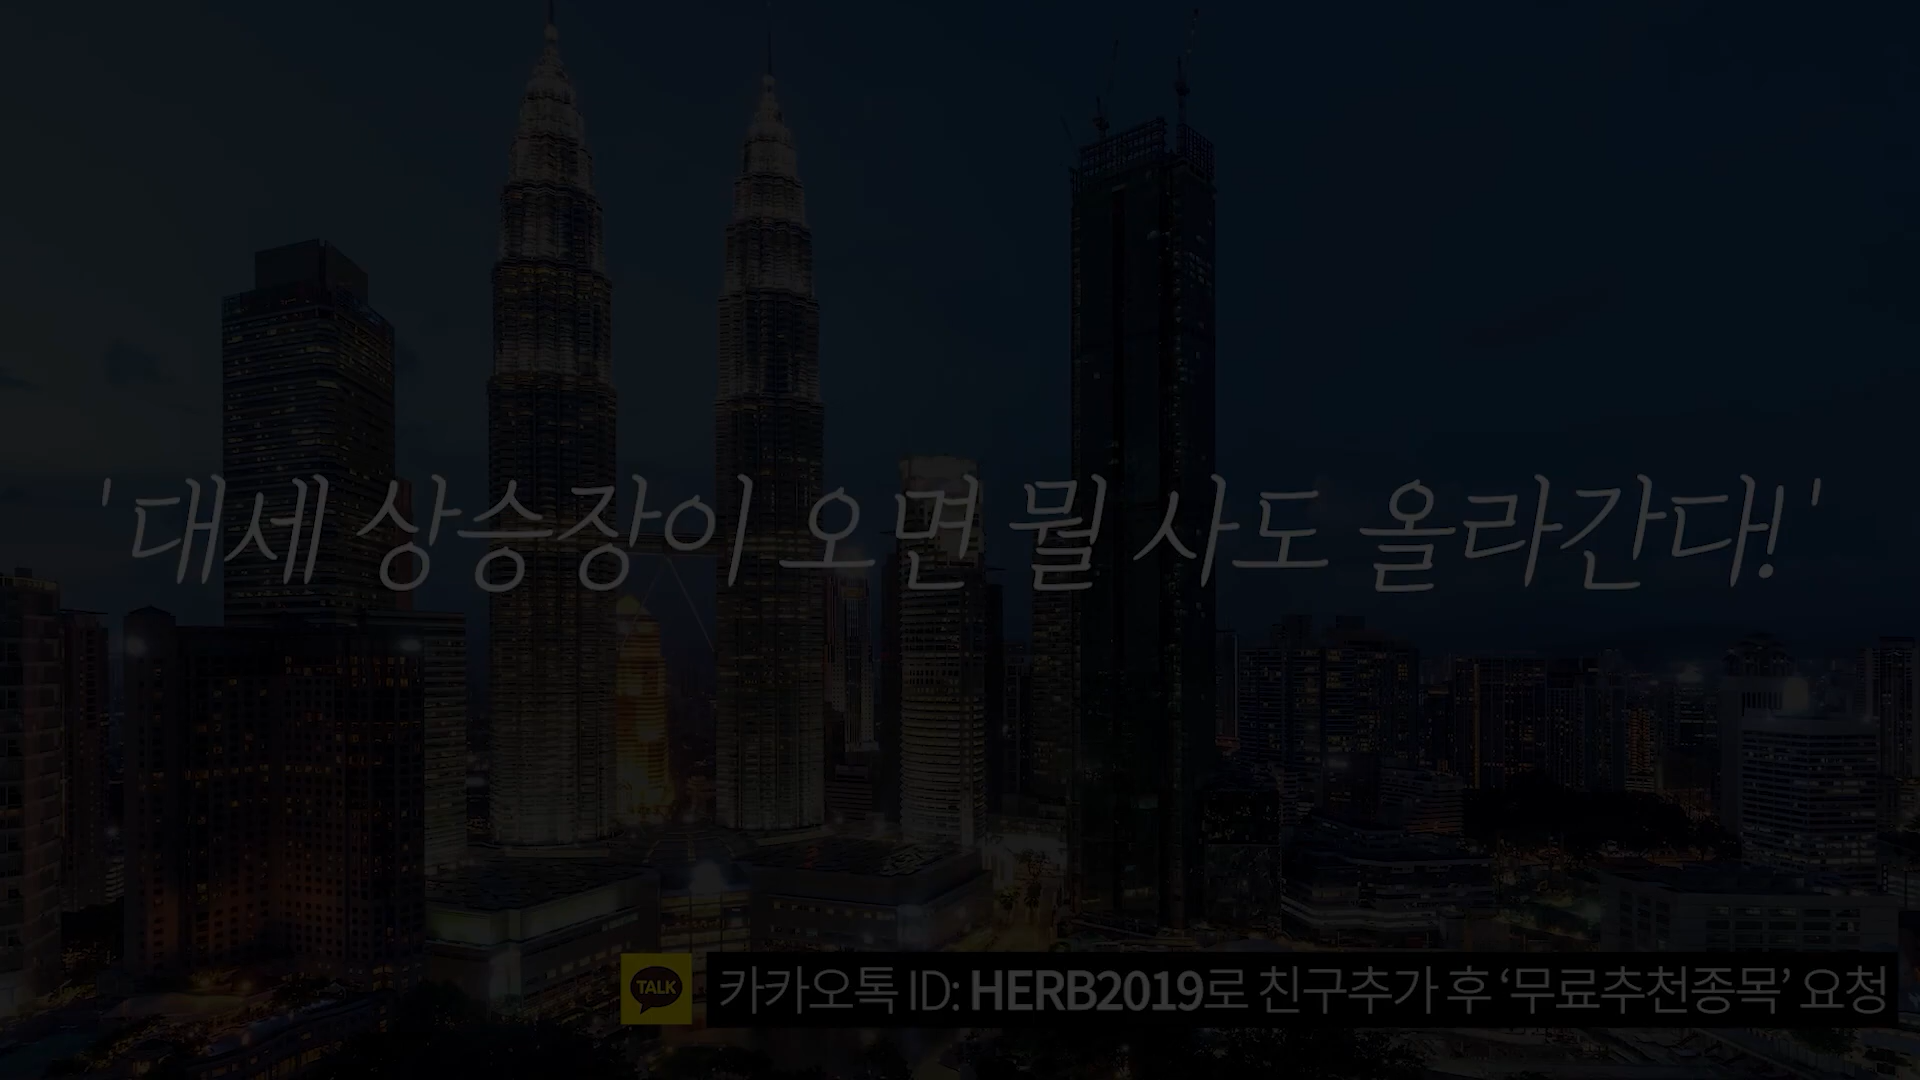 '대세 상승장이 오면 뭘 사도 올라간다!'
TALK 카카오톡 ID: HERB2019로 친구추가 후 ‘무료추천종목’ 요청